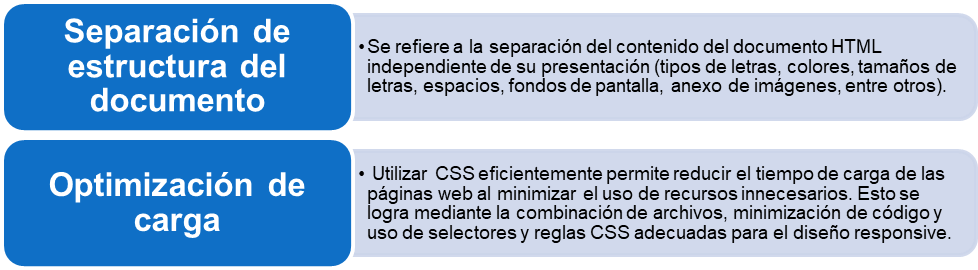 Separación de
estructura del
documento
•Se refiere a la separación del contenido del documento HTML
independiente de su presentación (tipos de letras, colores, tamaños de
letras, espacios, fondos de pantalla, anexo de imágenes, entre otros).
Optimización de
carga
• Utilizar CSS eficientemente permite reducir el tiempo de carga de las
páginas web al minimizar el uso de recursos innecesarios. Esto se
logra mediante la combinación de archivos, minimización de código y
uso de selectores y reglas CSS adecuadas para el diseño responsive.